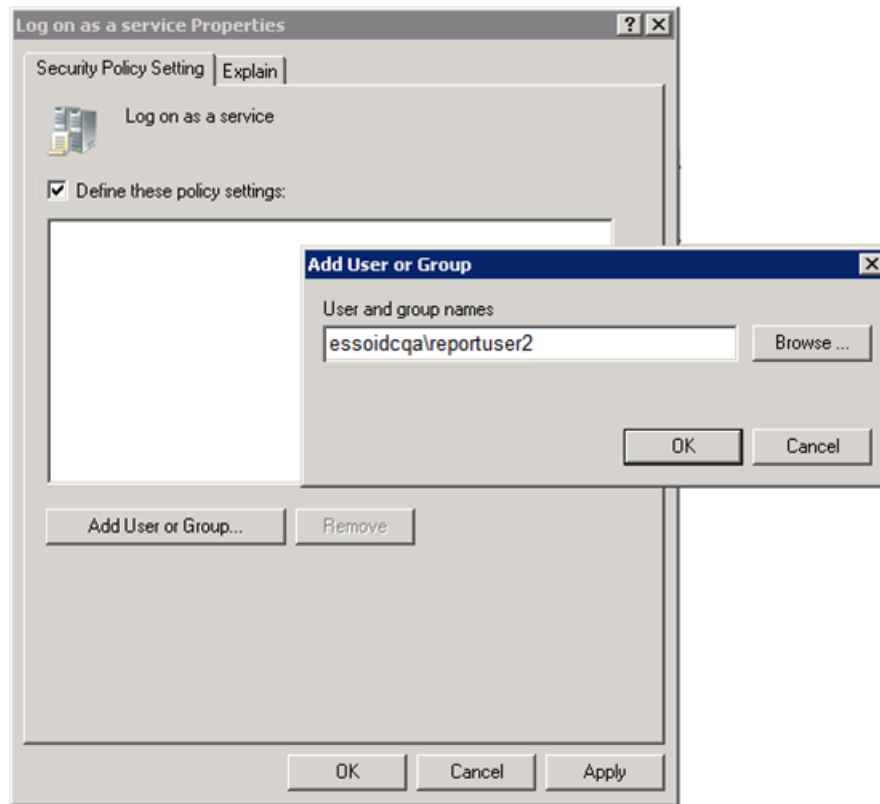 Log on as a service Properties
Security Policy Setting
Explain
Log on as a service
Define these policy settings:
Add User or Group
User and group names
essoidcqa\reportuser2
Browse ...
OK
Cancel
Add User or Group...
Remove
OK
Cancel
Apply